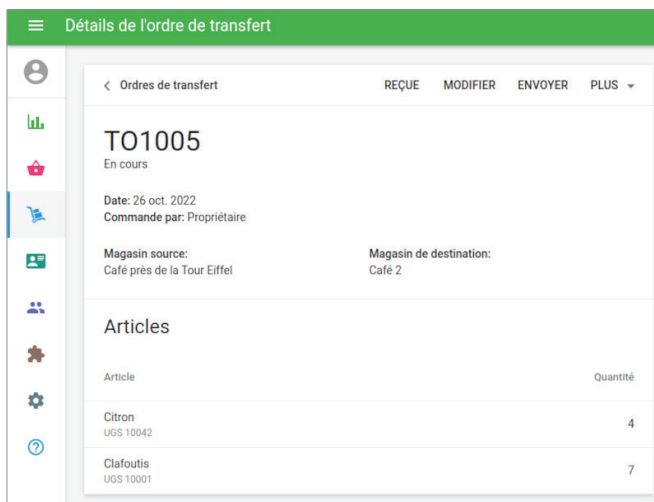 Détails de l'ordre de transfert
Ordres de transfert REÇUE MODIFIER ENVOYER PLUS
TO1005
En cours
Date: 26 oct. 2022
Commande par: Propriétaire
Magasin source: Magasin de destination:
Café près de la Tour Eiffel Café 2
Articles
Article Quantité
Citron 4
UGS 10042
Clafoutis 7
UGS 10001